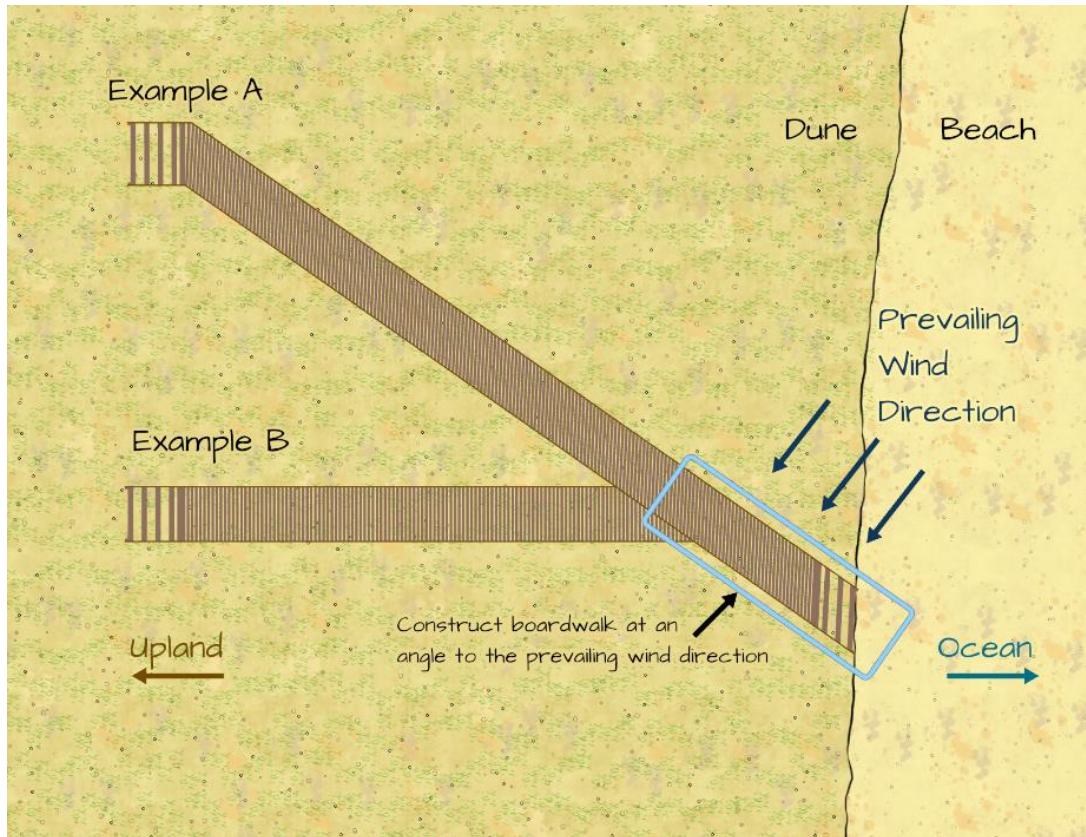 Example A
Dune
Beach
Prevailing
Wind
Direction
Example B
Construct boardwalk at an
angle to the prevailing wind direction
Upland
Ocean